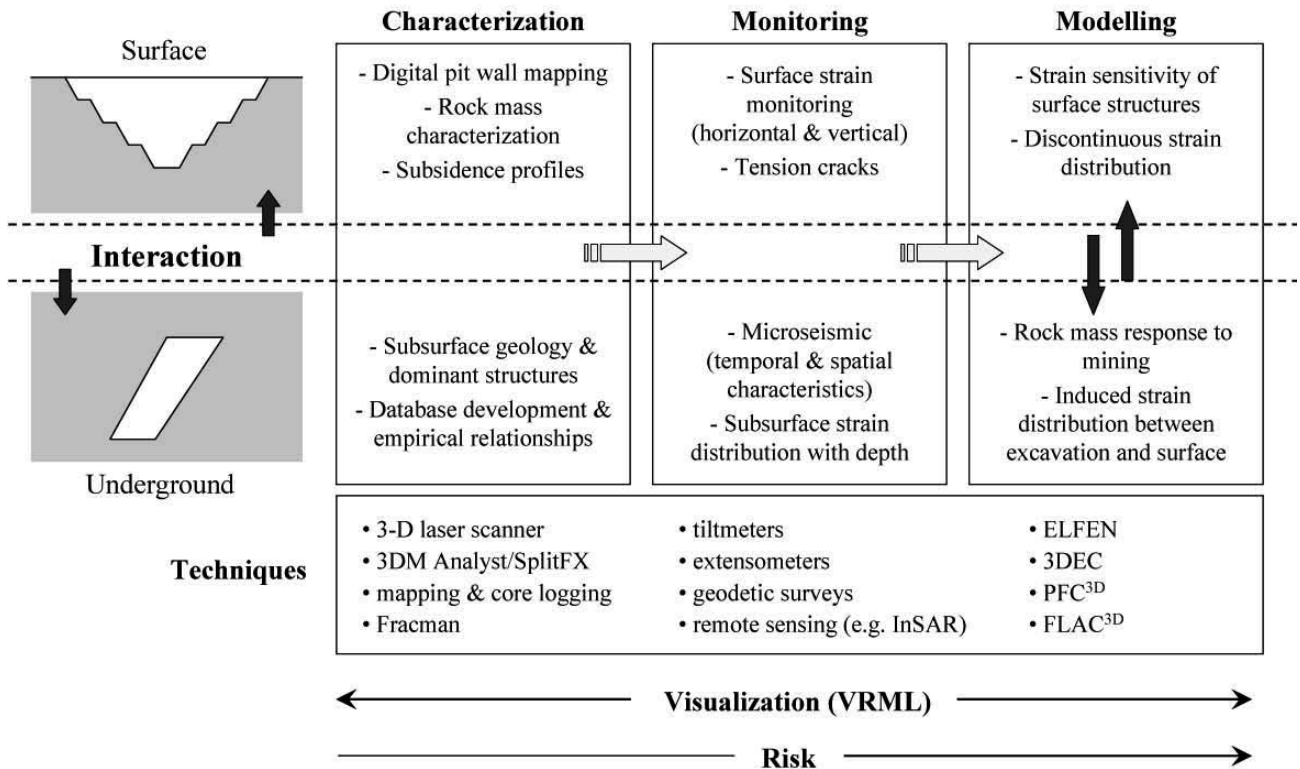 Characterization
Monitoring
Modelling
Surface
- Digital pit wall mapping
- Rock mass
characterization
- Subsidence profiles
- Surface strain
monitoring
(horizontal & vertical)
- Tension cracks
- Strain sensitivity of
surface structures
- Discontinuous strain
distribution
Interaction
- Subsurface geology &
dominant structures
- Database development &
empirical relationships
- Microseismic
(temporal & spatial
characteristics)
- Subsurface strain
distribution with depth
- Rock mass response to
mining
- Induced strain
distribution between
excavation and surface
Underground
Techniques
• 3-D laser scanner
• 3DM Analyst/SplitFX
• mapping & core logging
• Fracman
• tiltmeters
• extensometers
• geodetic surveys
• remote sensing (e.g. InSAR)
• ELFEN
• 3DEC
• PFC3D
• FLAC3D
Visualization (VRML)
Risk